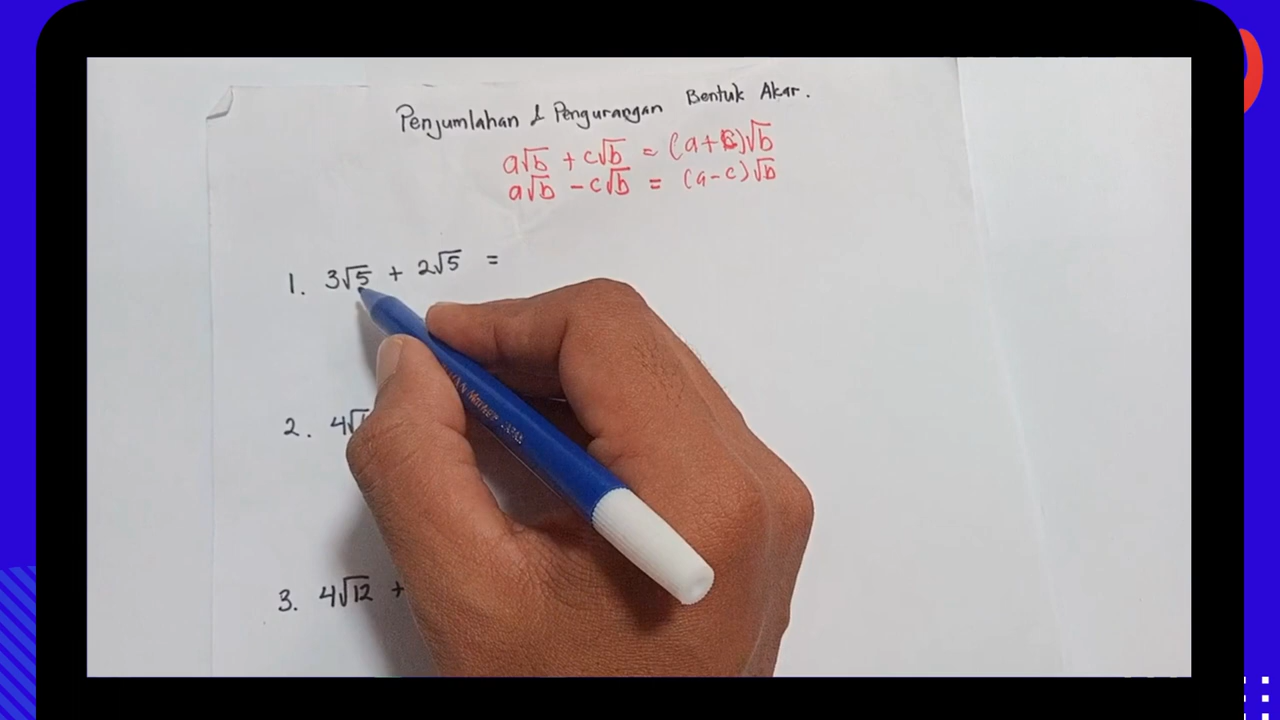 Penjumlahan & Pengurangan Bentuk Akar.
a√b + c√b = (a+c)√b
a√b - c√b = (a-c)√b
1. 3√5 + 2√5 =
2. 4√
3. 4√12 +